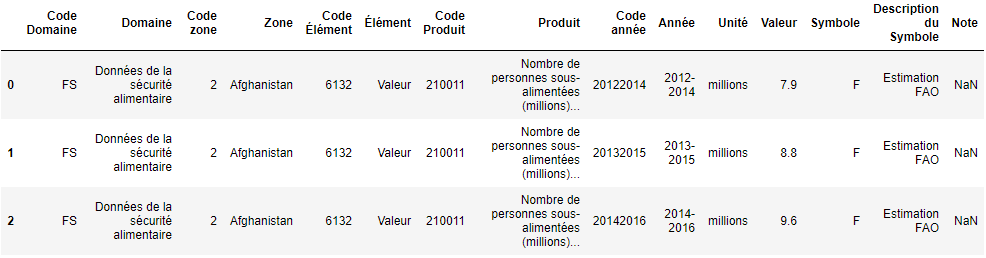 Code Domaine Domaine Code zone Zone Code Élément Élément Code Produit Produit Code année Année Unité Valeur Symbole Description du Symbole Note
0 FS Données de la sécurité alimentaire 2 Afghanistan 6132 Valeur 210011 Nombre de personnes sous-alimentées (millions)... 20122014 2012-2014 millions 7.9 F Estimation FAO NaN
1 FS Données de la sécurité alimentaire 2 Afghanistan 6132 Valeur 210011 Nombre de personnes sous-alimentées (millions)... 20132015 2013-2015 millions 8.8 F Estimation FAO NaN
2 FS Données de la sécurité alimentaire 2 Afghanistan 6132 Valeur 210011 Nombre de personnes sous-alimentées (millions)... 20142016 2014-2016 millions 9.6 F Estimation FAO NaN